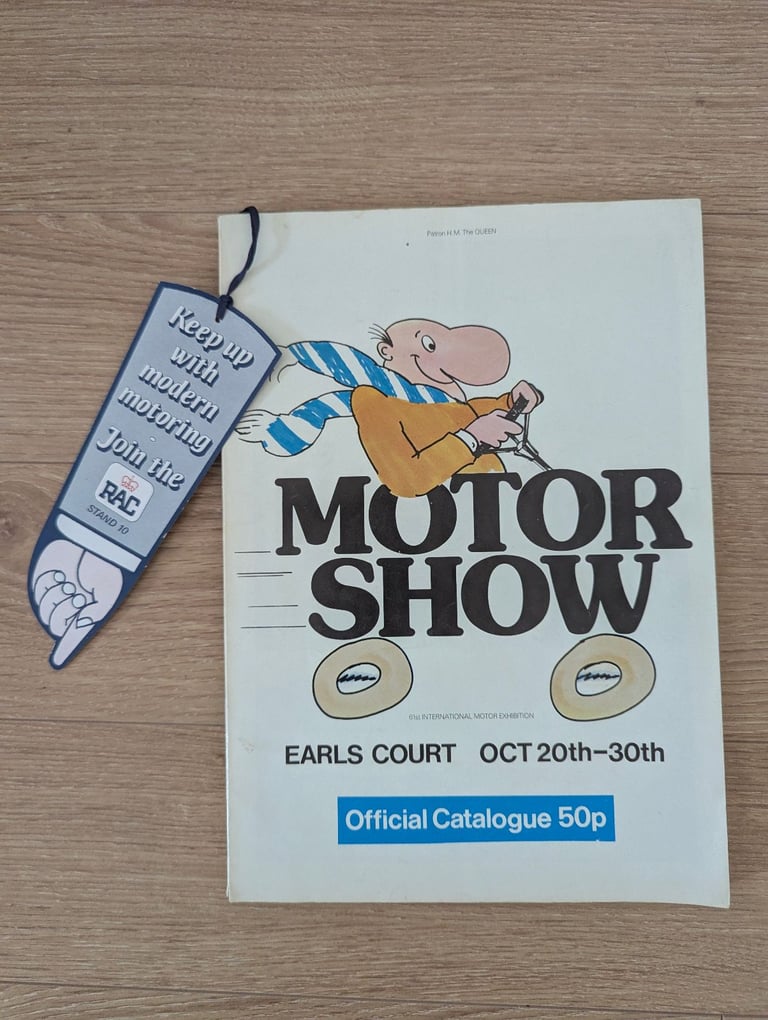 Patron H.M. The QUEEN
Keep up
with
modern
motoring
-
Join the
RAC
STAND 10
MOTOR
SHOW
61st INTERNATIONAL MOTOR EXHIBITION
EARLS COURT OCT 20th–30th
Official Catalogue 50p